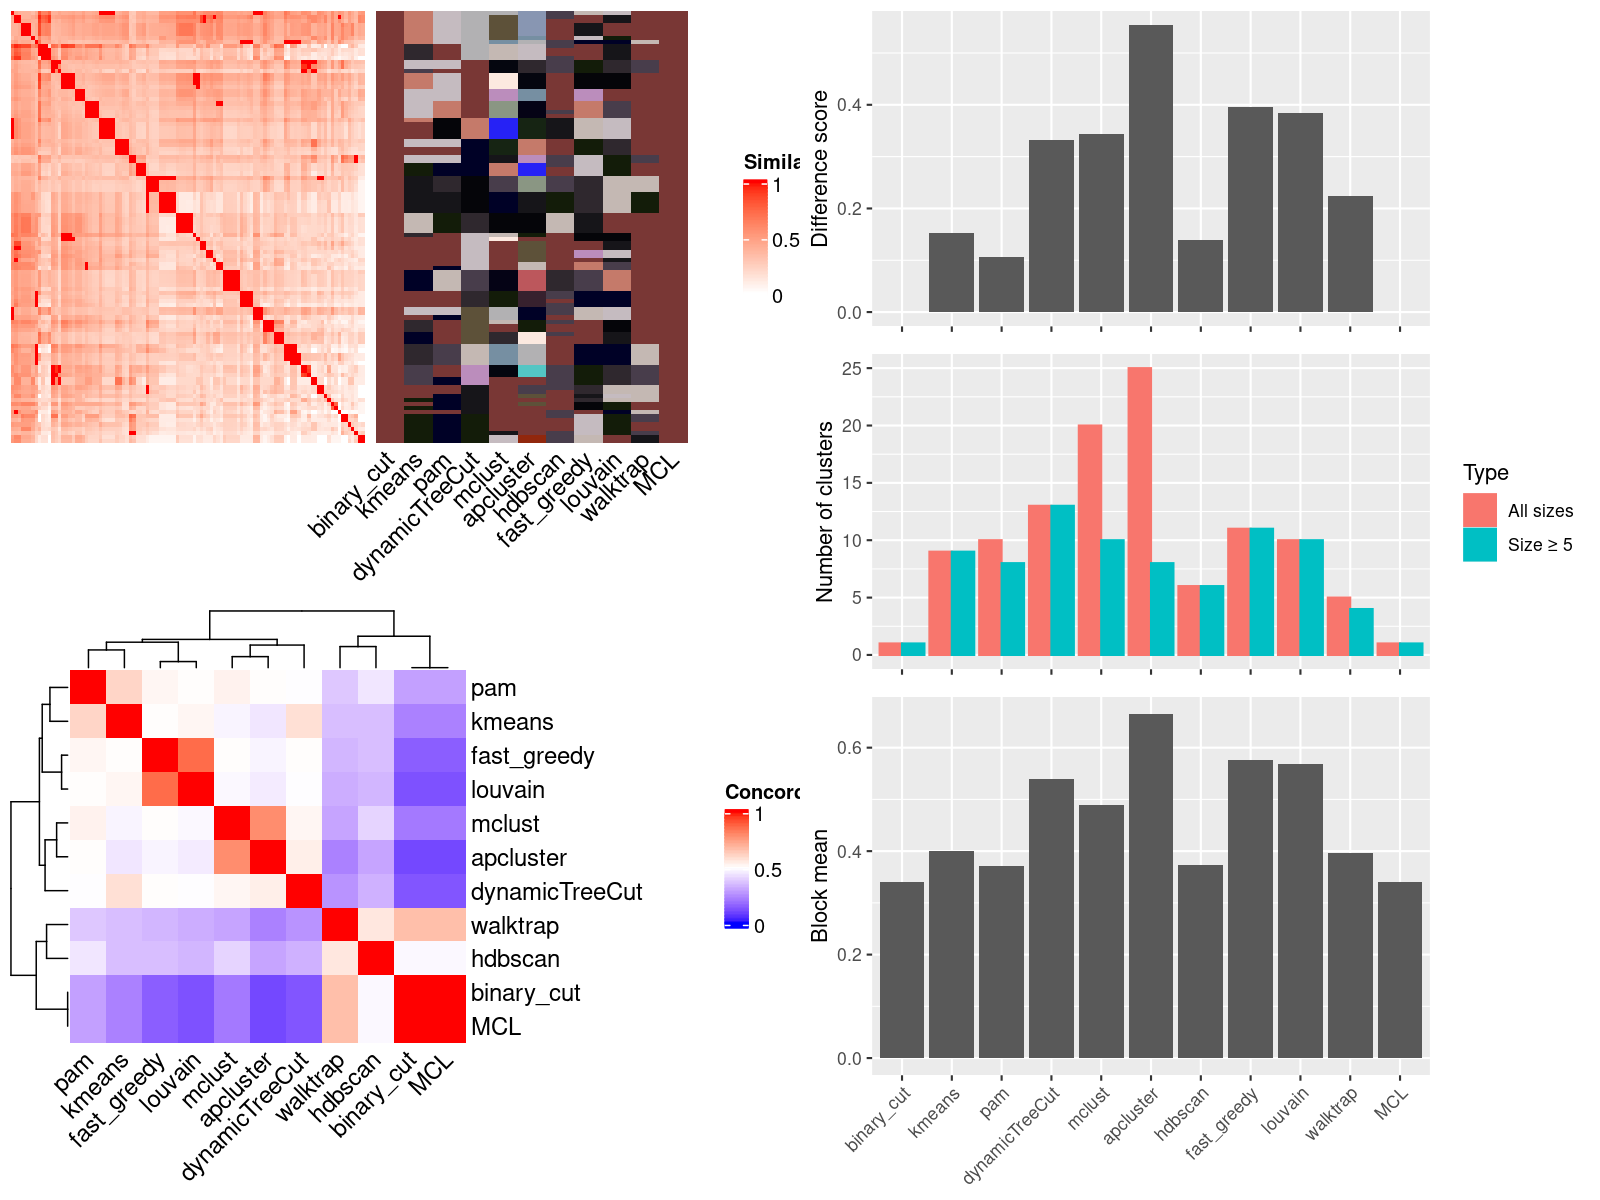 Simila
1
0.5
0
binary_cut
kmeans
pam
dynamicTreeCut
mclust
apcluster
hdbscan
fast_greedy
louvain
walktrap
MCL
pam
kmeans
fast_greedy
louvain
mclust
apcluster
dynamicTreeCut
walktrap
hdbscan
binary_cut
MCL
pam
kmeans
fast_greedy
louvain
mclust
apcluster
dynamicTreeCut
walktrap
hdbscan
binary_cut
MCL
Concord
1
0.5
0
Difference score
0.4
0.2
0.0
Number of clusters
25
20
15
10
5
0
Type
All sizes
Size ≥ 5
Block mean
0.6
0.4
0.2
0.0
binary_cut
kmeans
pam
dynamicTreeCut
mclust
apcluster
hdbscan
fast_greedy
louvain
walktrap
MCL